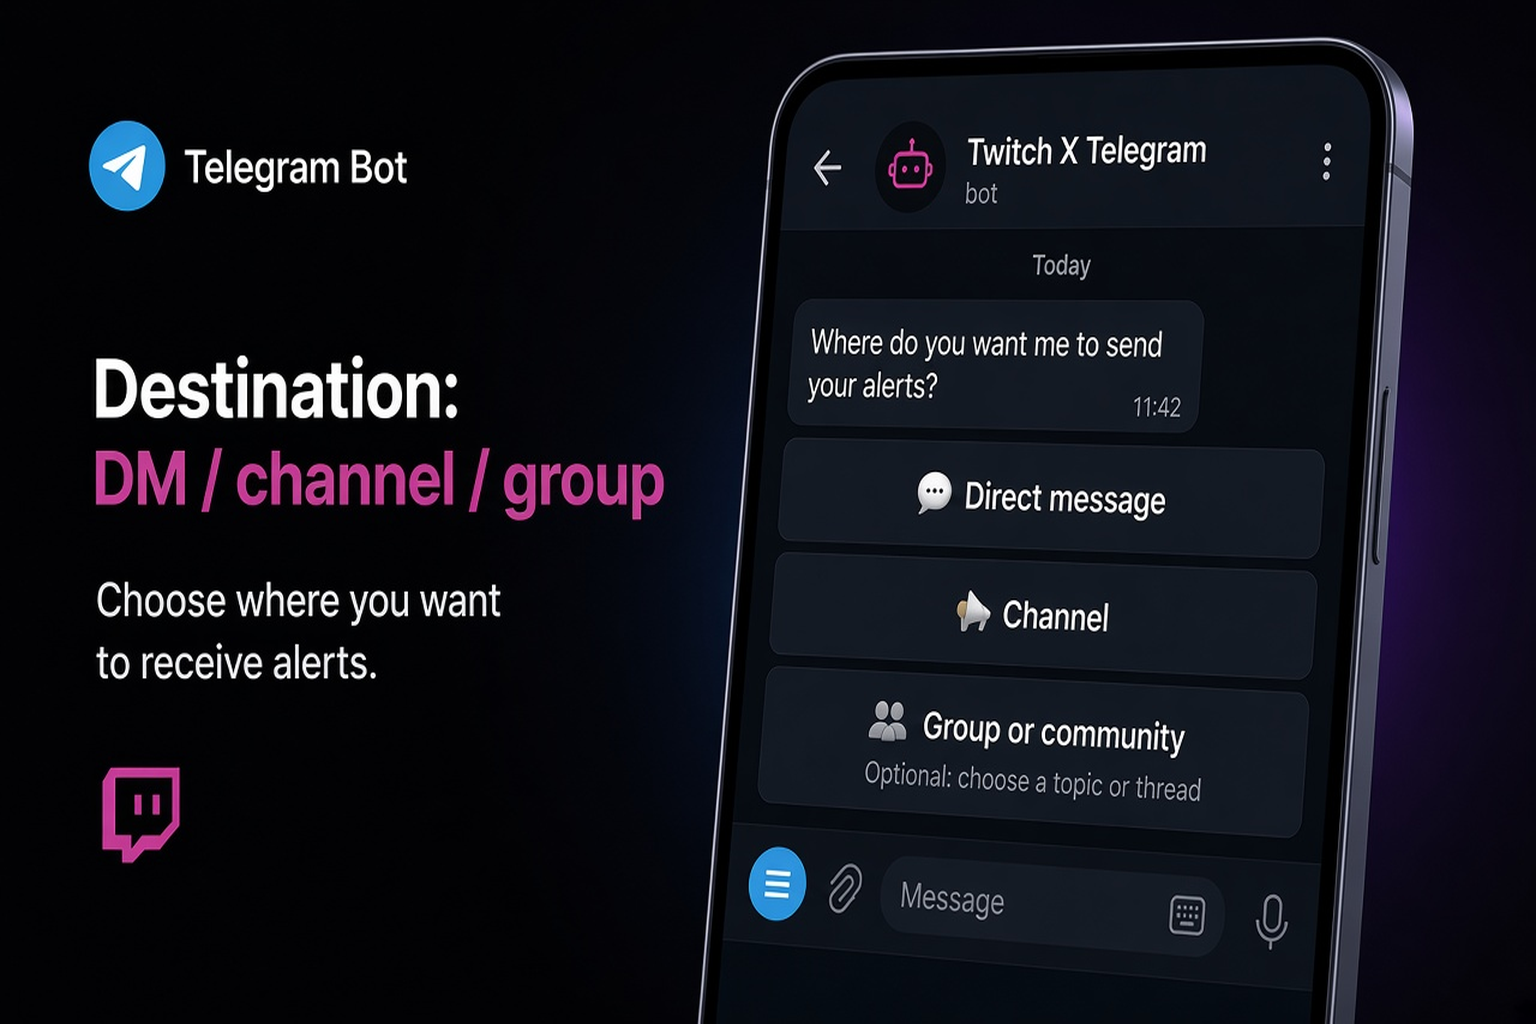 Telegram Bot
Destination:
DM / channel / group
Choose where you want
to receive alerts.
Twitch X Telegram
bot
Today
Where do you want me to send
your alerts?
11:42
Direct message
Channel
Group or community
Optional: choose a topic or thread
Message